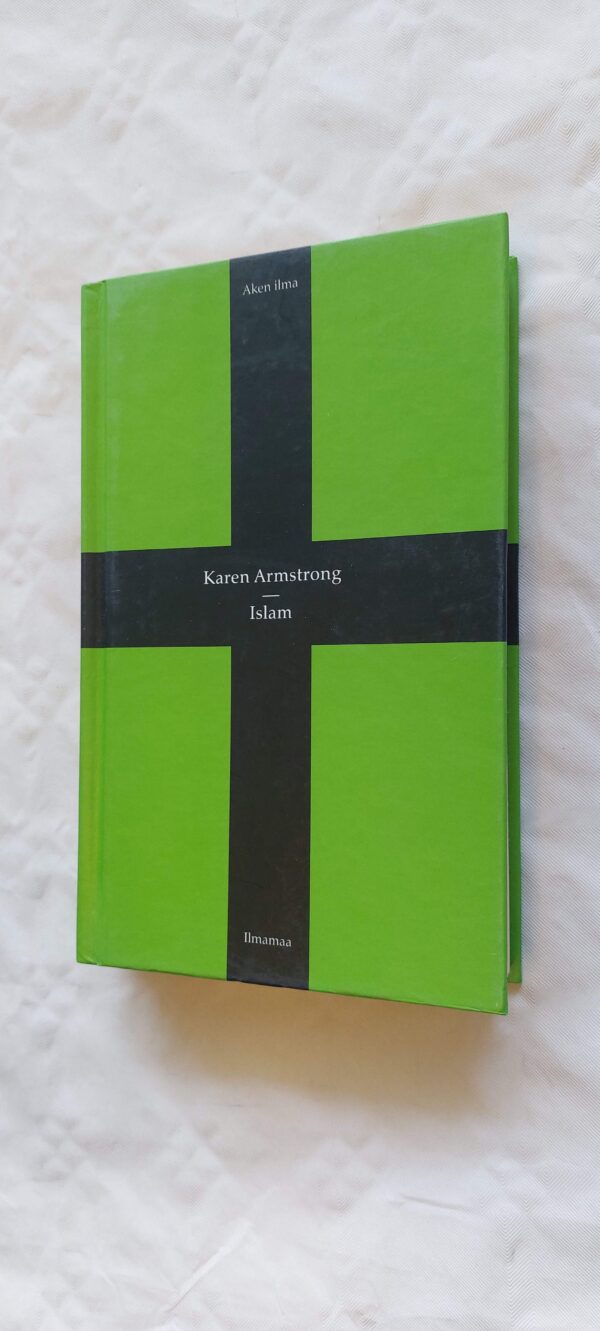 Aken ilma
Karen Armstrong
—
Islam
Ilmamaa